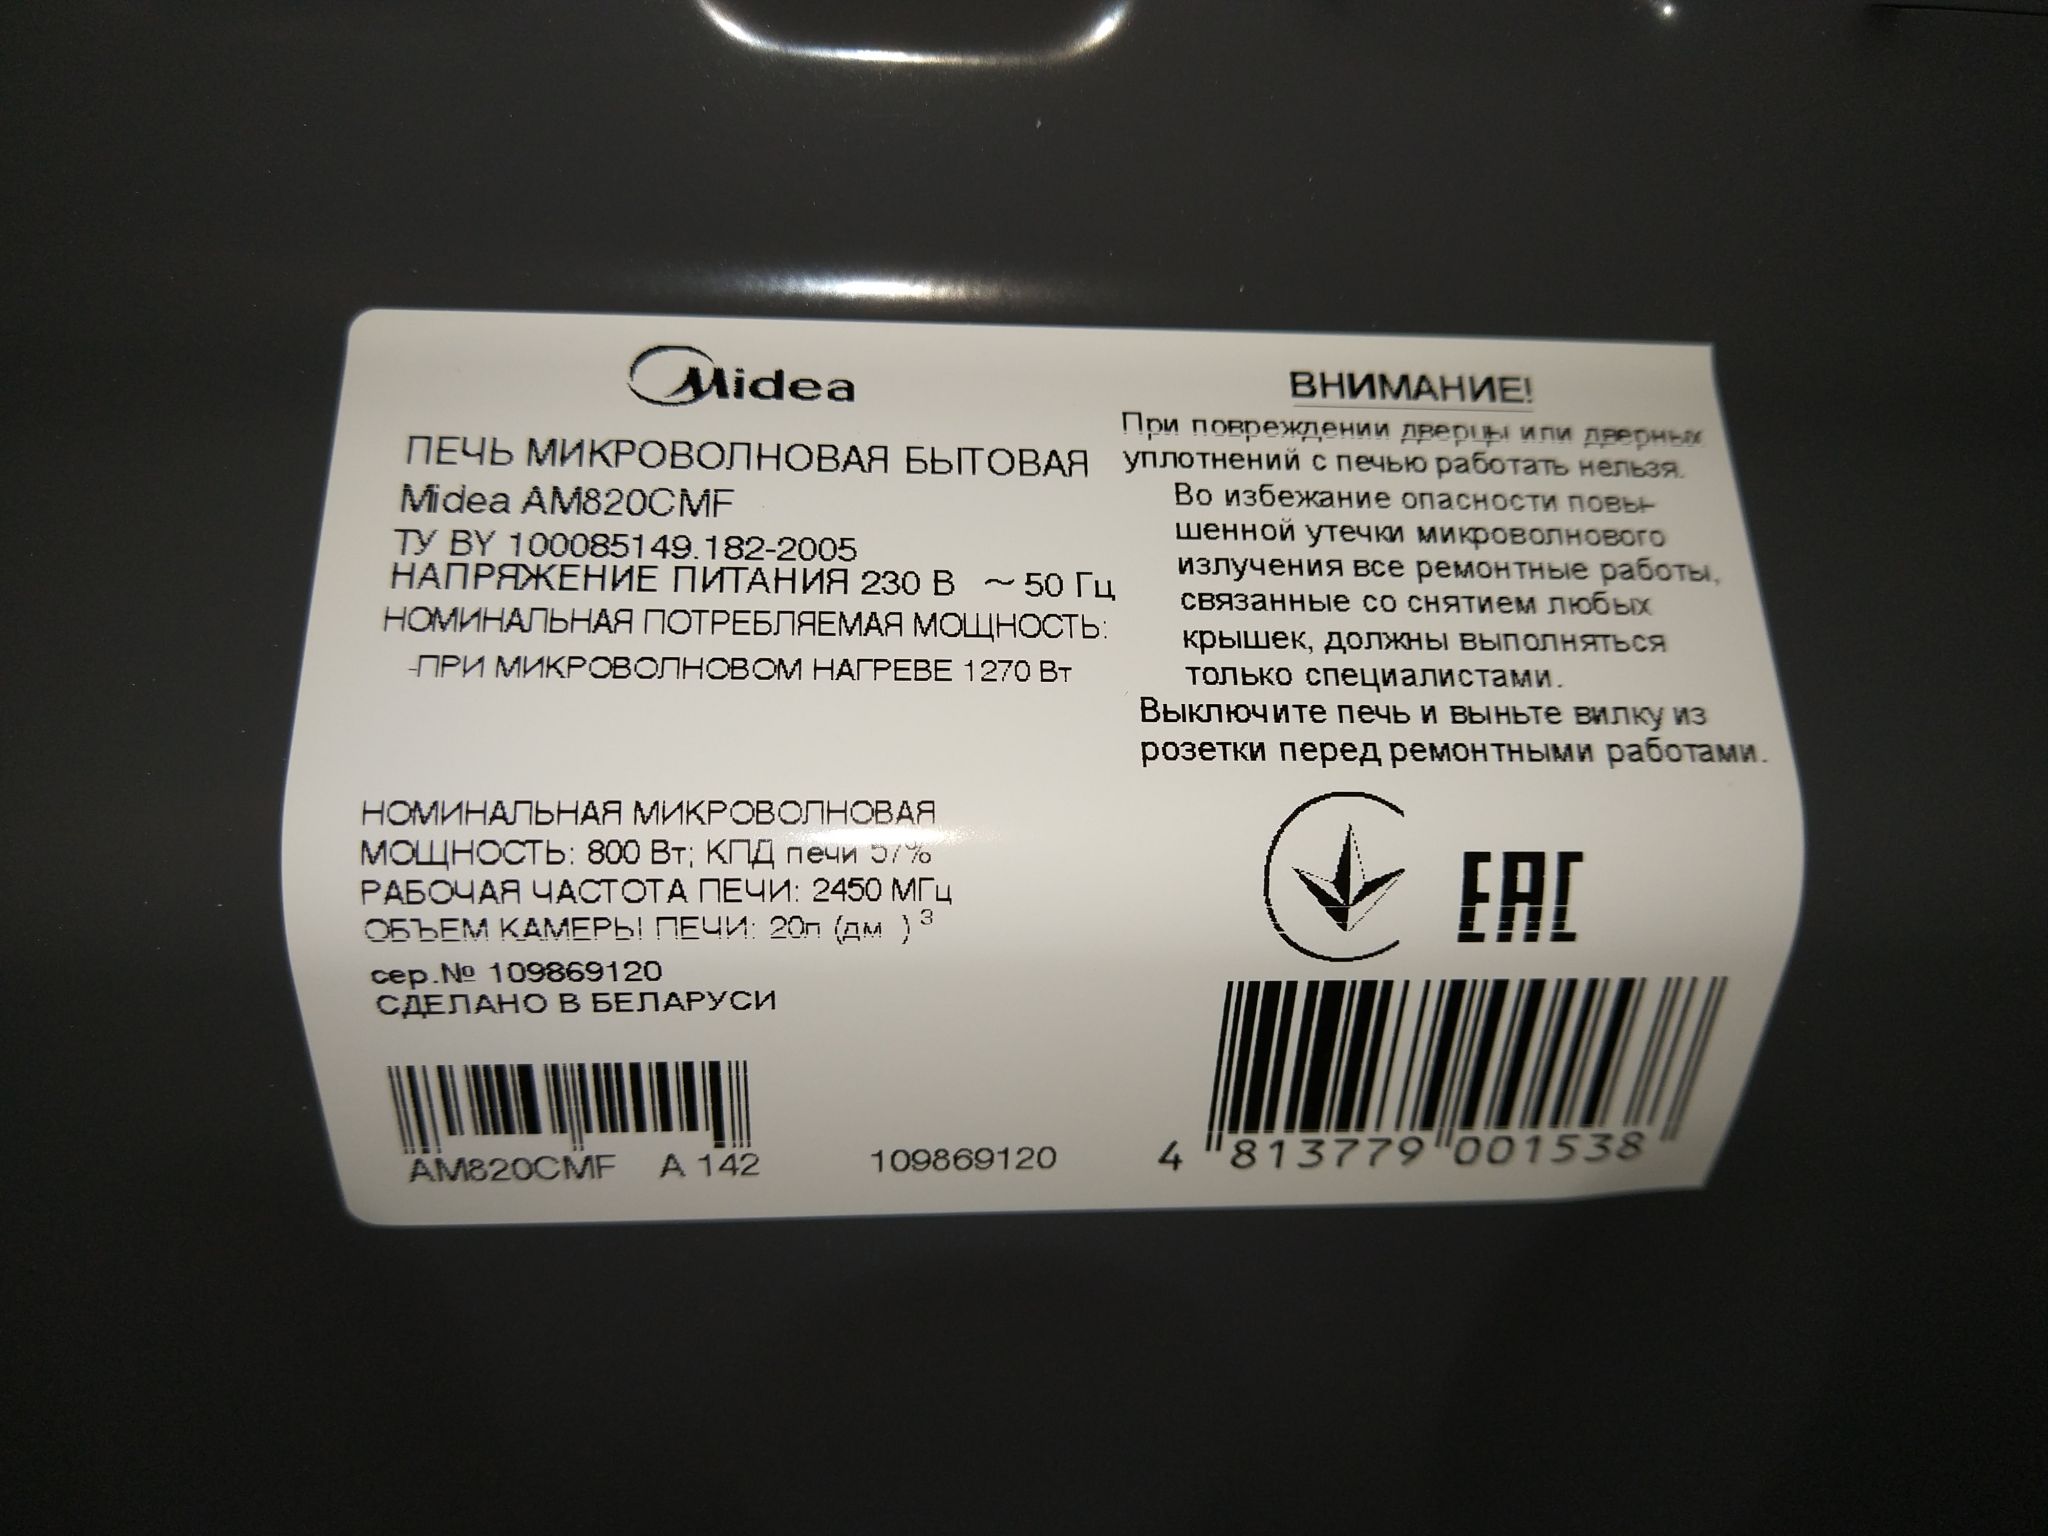 Midea
ПЕЧЬ МИКРОВОЛНОВАЯ БЫТОВАЯ
Midea AM820CMF
ТУ BY 100085149.182-2005
НАПРЯЖЕНИЕ ПИТАНИЯ 230 В ~ 50 Гц
НОМИНАЛЬНАЯ ПОТРЕБЛЯЕМАЯ МОЩНОСТЬ:
-ПРИ МИКРОВОЛНОВОМ НАГРЕВЕ 1270 Вт
НОМИНАЛЬНАЯ МИКРОВОЛНОВАЯ
МОЩНОСТЬ: 800 Вт; КПД печи 57%
РАБОЧАЯ ЧАСТОТА ПЕЧИ: 2450 МГц
ОБЪЕМ КАМЕРЫ ПЕЧИ: 20л (дм ) ³
сер.№ 109869120
СДЕЛАНО В БЕЛАРУСИ
AM820CMF A 142
109869120
ВНИМАНИЕ!
При повреждении дверцы или дверных
уплотнений с печью работать нельзя.
Во избежание опасности повы-
шенной утечки микроволнового
излучения все ремонтные работы,
связанные со снятием любых
крышек, должны выполняться
только специалистами.
Выключите печь и выньте вилку из
розетки перед ремонтными работами.
EAC
4 813779 001538